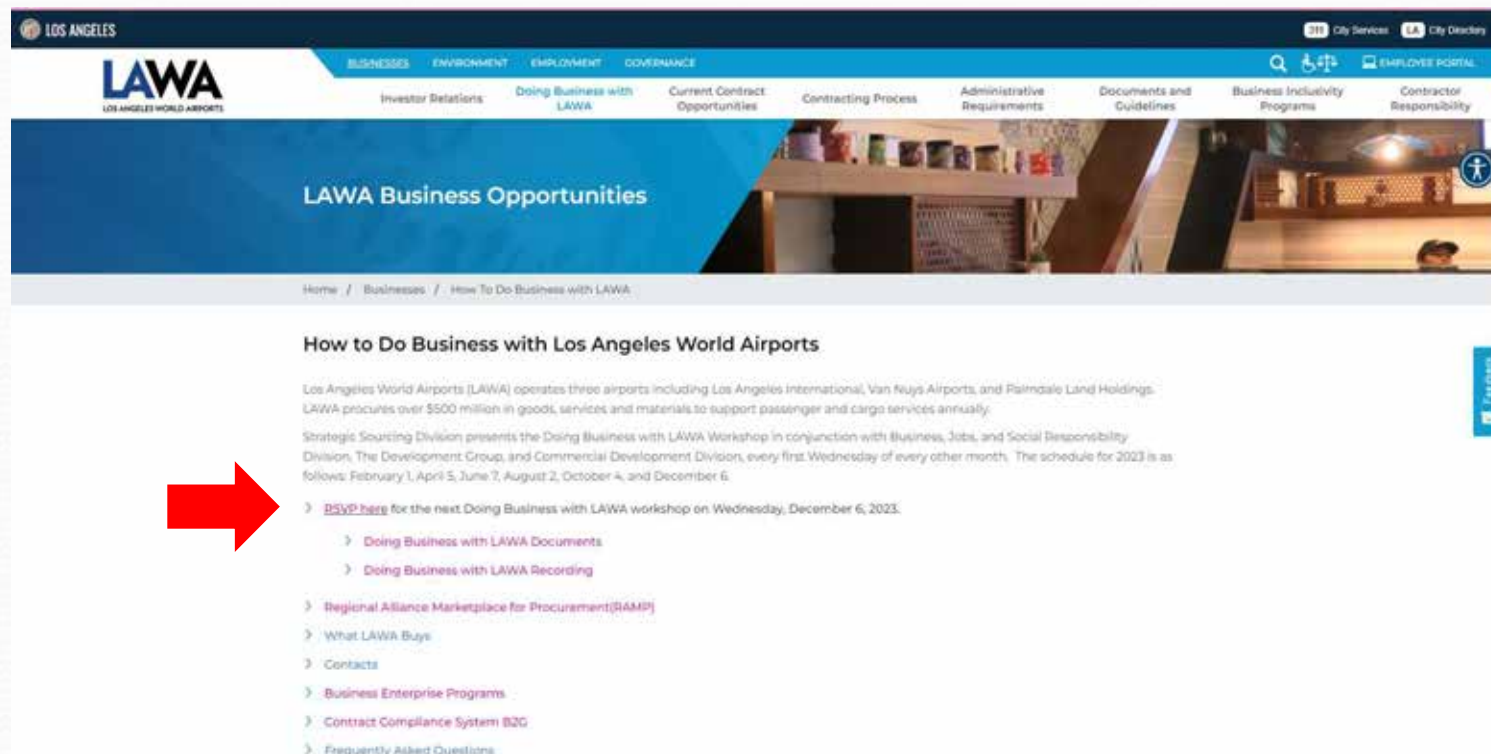 LOS ANGELES
311 City Services LA City Directory
BUSINESSES ENVIRONMENT EMPLOYMENT GOVERNANCE
EMPLOYEE PORTAL
LAWA
LOS ANGELES WORLD AIRPORTS
Investor Relations
Doing Business with
LAWA
Current Contract
Opportunities
Contracting Process
Administrative
Requirements
Documents and
Guidelines
Business Inclusivity
Programs
Contractor
Responsibility
LAWA Business Opportunities
Home / Businesses / How To Do Business with LAWA
How to Do Business with Los Angeles World Airports
Los Angeles World Airports (LAWA) operates three airports including Los Angeles International, Van Nuys Airports, and Palmdale Land Holdings.
LAWA procures over $500 million in goods, services and materials to support passenger and cargo services annually.
Strategic Sourcing Division presents the Doing Business with LAWA Workshop in conjunction with Business, Jobs, and Social Responsibility
Division, The Development Group, and Commercial Development Division, every first Wednesday of every other month. The schedule for 2023 is as
follows: February 1, April 5, June 7, August 2, October 4, and December 6.
RSVP here for the next Doing Business with LAWA workshop on Wednesday, December 6, 2023.
Doing Business with LAWA Documents
Doing Business with LAWA Recording
Regional Alliance Marketplace for Procurement(RAMP)
What LAWA Buys
Contacts
Business Enterprise Programs
Contract Compliance System B2G
Frequently Asked Questions